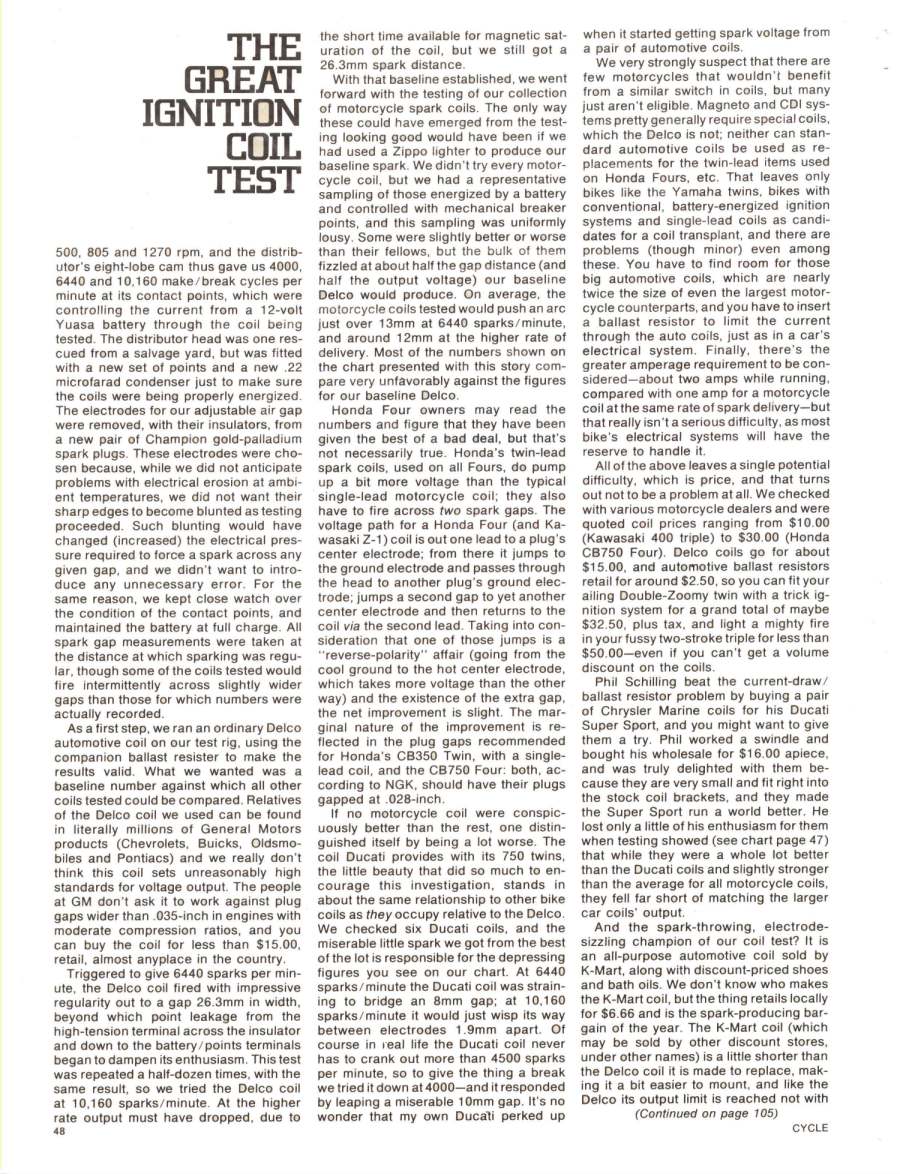 THE
GREAT
IGNITION
COIL
TEST
500, 805 and 1270 rpm, and the distrib-
utor's eight-lobe cam thus gave us 4000,
6440 and 10,160 make/break cycles per
minute at its contact points, which were
controlling the current from a 12-volt
Yuasa battery through the coil being
tested. The distributor head was one res-
cued from a salvage yard, but was fitted
with a new set of points and a new .22
microfarad condenser just to make sure
the coils were being properly energized.
The electrodes for our adjustable air gap
were removed, with their insulators, from
a new pair of Champion gold-palladium
spark plugs. These electrodes were cho-
sen because, while we did not anticipate
problems with electrical erosion at ambi-
ent temperatures, we did not want their
sharp edges to become blunted as testing
proceeded. Such blunting would have
changed (increased) the electrical pres-
sure required to force a spark across any
given gap, and we didn't want to intro-
duce any unnecessary error. For the
same reason, we kept close watch over
the condition of the contact points, and
maintained the battery at full charge. All
spark gap measurements were taken at
the distance at which sparking was regu-
lar, though some of the coils tested would
fire intermittently across slightly wider
gaps than those for which numbers were
actually recorded.
As a first step, we ran an ordinary Delco
automotive coil on our test rig, using the
companion ballast resister to make the
results valid. What we wanted was a
baseline number against which all other
coils tested could be compared. Relatives
of the Delco coil we used can be found
in literally millions of General Motors
products (Chevrolets, Buicks, Oldsmo-
biles and Pontiacs) and we really don't
think this coil sets unreasonably high
standards for voltage output. The people
at GM don't ask it to work against plug
gaps wider than .035-inch in engines with
moderate compression ratios, and you
can buy the coil for less than $15.00,
retail, almost anyplace in the country.
Triggered to give 6440 sparks per min-
ute, the Delco coil fired with impressive
regularity out to a gap 26.3mm in width,
beyond which point leakage from the
high-tension terminal across the insulator
and down to the battery/points terminals
began to dampen its enthusiasm. This test
was repeated a half-dozen times, with the
same result, so we tried the Delco coil
at 10,160 sparks/minute. At the higher
rate output must have dropped, due to
48
the short time available for magnetic sat-
uration of the coil, but we still got a
26.3mm spark distance.
With that baseline established, we went
forward with the testing of our collection
of motorcycle spark coils. The only way
these could have emerged from the test-
ing looking good would have been if we
had used a Zippo lighter to produce our
baseline spark. We didn't try every motor-
cycle coil, but we had a representative
sampling of those energized by a battery
and controlled with mechanical breaker
points, and this sampling was uniformly
lousy. Some were slightly better or worse
than their fellows, but the bulk of them
fizzled at about half the gap distance (and
half the output voltage) our baseline
Delco would produce. On average, the
motorcycle coils tested would push an arc
just over 13mm at 6440 sparks/minute,
and around 12mm at the higher rate of
delivery. Most of the numbers shown on
the chart presented with this story com-
pare very unfavorably against the figures
for our baseline Delco.
Honda Four owners may read the
numbers and figure that they have been
given the best of a bad deal, but that's
not necessarily true. Honda's twin-lead
spark coils, used on all Fours, do pump
up a bit more voltage than the typical
single-lead motorcycle coil; they also
have to fire across two spark gaps. The
voltage path for a Honda Four (and Ka-
wasaki Z-1) coil is out one lead to a plug's
center electrode; from there it jumps to
the ground electrode and passes through
the head to another plug's ground elec-
trode; jumps a second gap to yet another
center electrode and then returns to the
coil via the second lead. Taking into con-
sideration that one of those jumps is a
"reverse-polarity" affair (going from the
cool ground to the hot center electrode,
which takes more voltage than the other
way) and the existence of the extra gap,
the net improvement is slight. The mar-
ginal nature of the improvement is re-
flected in the plug gaps recommended
for Honda's CB350 Twin, with a single-
lead coil, and the CB750 Four: both, ac-
cording to NGK, should have their plugs
gapped at .028-inch.
If no motorcycle coil were conspic-
uously better than the rest, one distin-
guished itself by being a lot worse. The
coil Ducati provides with its 750 twins,
the little beauty that did so much to en-
courage this investigation, stands in
about the same relationship to other bike
coils as they occupy relative to the Delco.
We checked six Ducati coils, and the
miserable little spark we got from the best
of the lot is responsible for the depressing
figures you see on our chart. At 6440
sparks/minute the Ducati coil was strain-
ing to bridge an 8mm gap; at 10,160
sparks/minute it would just wisp its way
between electrodes 1.9mm apart. Of
course in real life the Ducati coil never
has to crank out more than 4500 sparks
per minute, so to give the thing a break
we tried it down at 4000—and it responded
by leaping a miserable 10mm gap. It's no
wonder that my own Ducati perked up
when it started getting spark voltage from
a pair of automotive coils.
We very strongly suspect that there are
few motorcycles that wouldn't benefit
from a similar switch in coils, but many
just aren't eligible. Magneto and CDI sys-
tems pretty generally require special coils,
which the Delco is not; neither can stan-
dard automotive coils be used as re-
placements for the twin-lead items used
on Honda Fours, etc. That leaves only
bikes like the Yamaha twins, bikes with
conventional, battery-energized ignition
systems and single-lead coils as candi-
dates for a coil transplant, and there are
problems (though minor) even among
these. You have to find room for those
big automotive coils, which are nearly
twice the size of even the largest motor-
cycle counterparts, and you have to insert
a ballast resistor to limit the current
through the auto coils, just as in a car's
electrical system. Finally, there's the
greater amperage requirement to be con-
sidered—about two amps while running,
compared with one amp for a motorcycle
coil at the same rate of spark delivery—but
that really isn't a serious difficulty, as most
bike's electrical systems will have the
reserve to handle it.
All of the above leaves a single potential
difficulty, which is price, and that turns
out not to be a problem at all. We checked
with various motorcycle dealers and were
quoted coil prices ranging from $10.00
(Kawasaki 400 triple) to $30.00 (Honda
CB750 Four). Delco coils go for about
$15.00, and automotive ballast resistors
retail for around $2.50, so you can fit your
ailing Double-Zoomy twin with a trick ig-
nition system for a grand total of maybe
$32.50, plus tax, and light a mighty fire
in your fussy two-stroke triple for less than
$50.00—even if you can't get a volume
discount on the coils.
Phil Schilling beat the current-draw/
ballast resistor problem by buying a pair
of Chrysler Marine coils for his Ducati
Super Sport, and you might want to give
them a try. Phil worked a swindle and
bought his wholesale for $16.00 apiece,
and was truly delighted with them be-
cause they are very small and fit right into
the stock coil brackets, and they made
the Super Sport run a world better. He
lost only a little of his enthusiasm for them
when testing showed (see chart page 47)
that while they were a whole lot better
than the Ducati coils and slightly stronger
than the average for all motorcycle coils,
they fell far short of matching the larger
car coils' output.
And the spark-throwing, electrode-
sizzling champion of our coil test? It is
an all-purpose automotive coil sold by
K-Mart, along with discount-priced shoes
and bath oils. We don't know who makes
the K-Mart coil, but the thing retails locally
for $6.66 and is the spark-producing bar-
gain of the year. The K-Mart coil (which
may be sold by other discount stores,
under other names) is a little shorter than
the Delco coil it is made to replace, mak-
ing it a bit easier to mount, and like the
Delco its output limit is reached not with
(Continued on page 105)
CYCLE